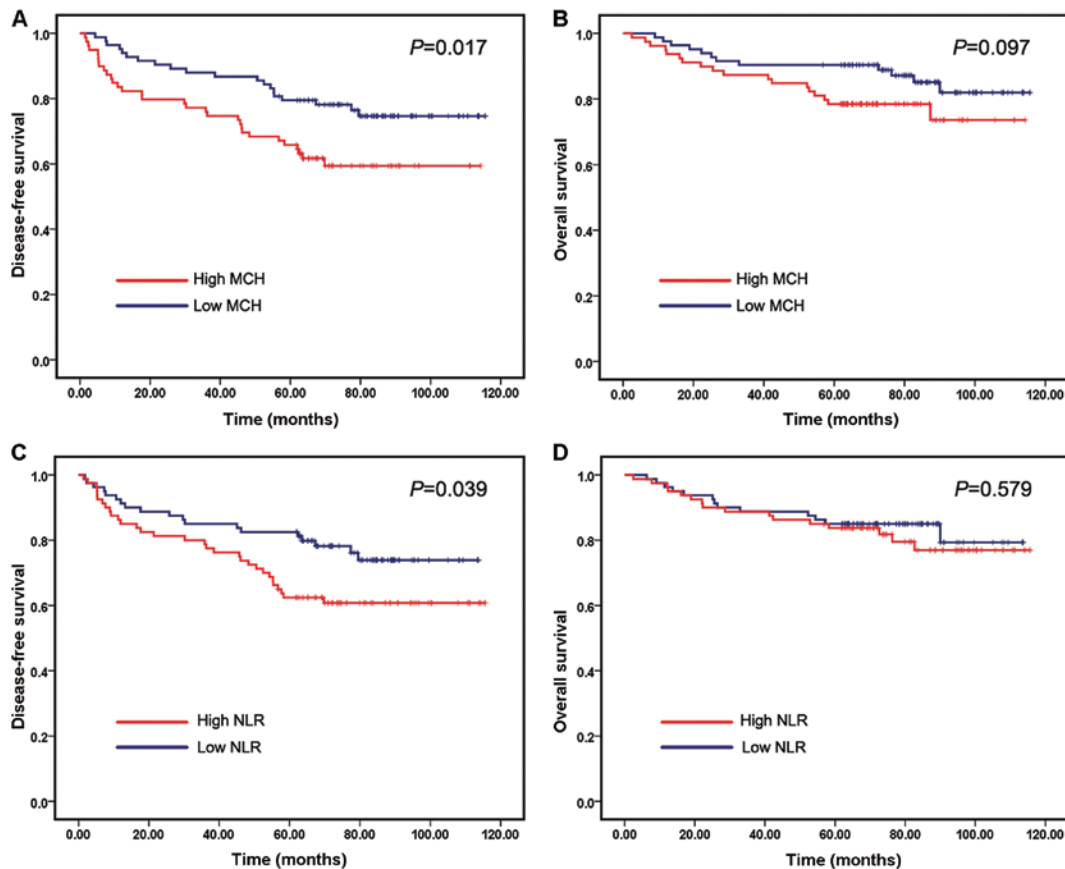 A
P=0.017
Disease-free survival
1.0
0.8
0.6
0.4
0.2
0.0
High MCH
Low MCH
0.00 20.00 40.00 60.00 80.00 100.00 120.00
Time (months)
B
P=0.097
Overall survival
1.0
0.8
0.6
0.4
0.2
0.0
High MCH
Low MCH
0.00 20.00 40.00 60.00 80.00 100.00 120.00
Time (months)
C
P=0.039
Disease-free survival
1.0
0.8
0.6
0.4
0.2
0.0
High NLR
Low NLR
0.00 20.00 40.00 60.00 80.00 100.00 120.00
Time (months)
D
P=0.579
Overall survival
1.0
0.8
0.6
0.4
0.2
0.0
High NLR
Low NLR
0.00 20.00 40.00 60.00 80.00 100.00 120.00
Time (months)